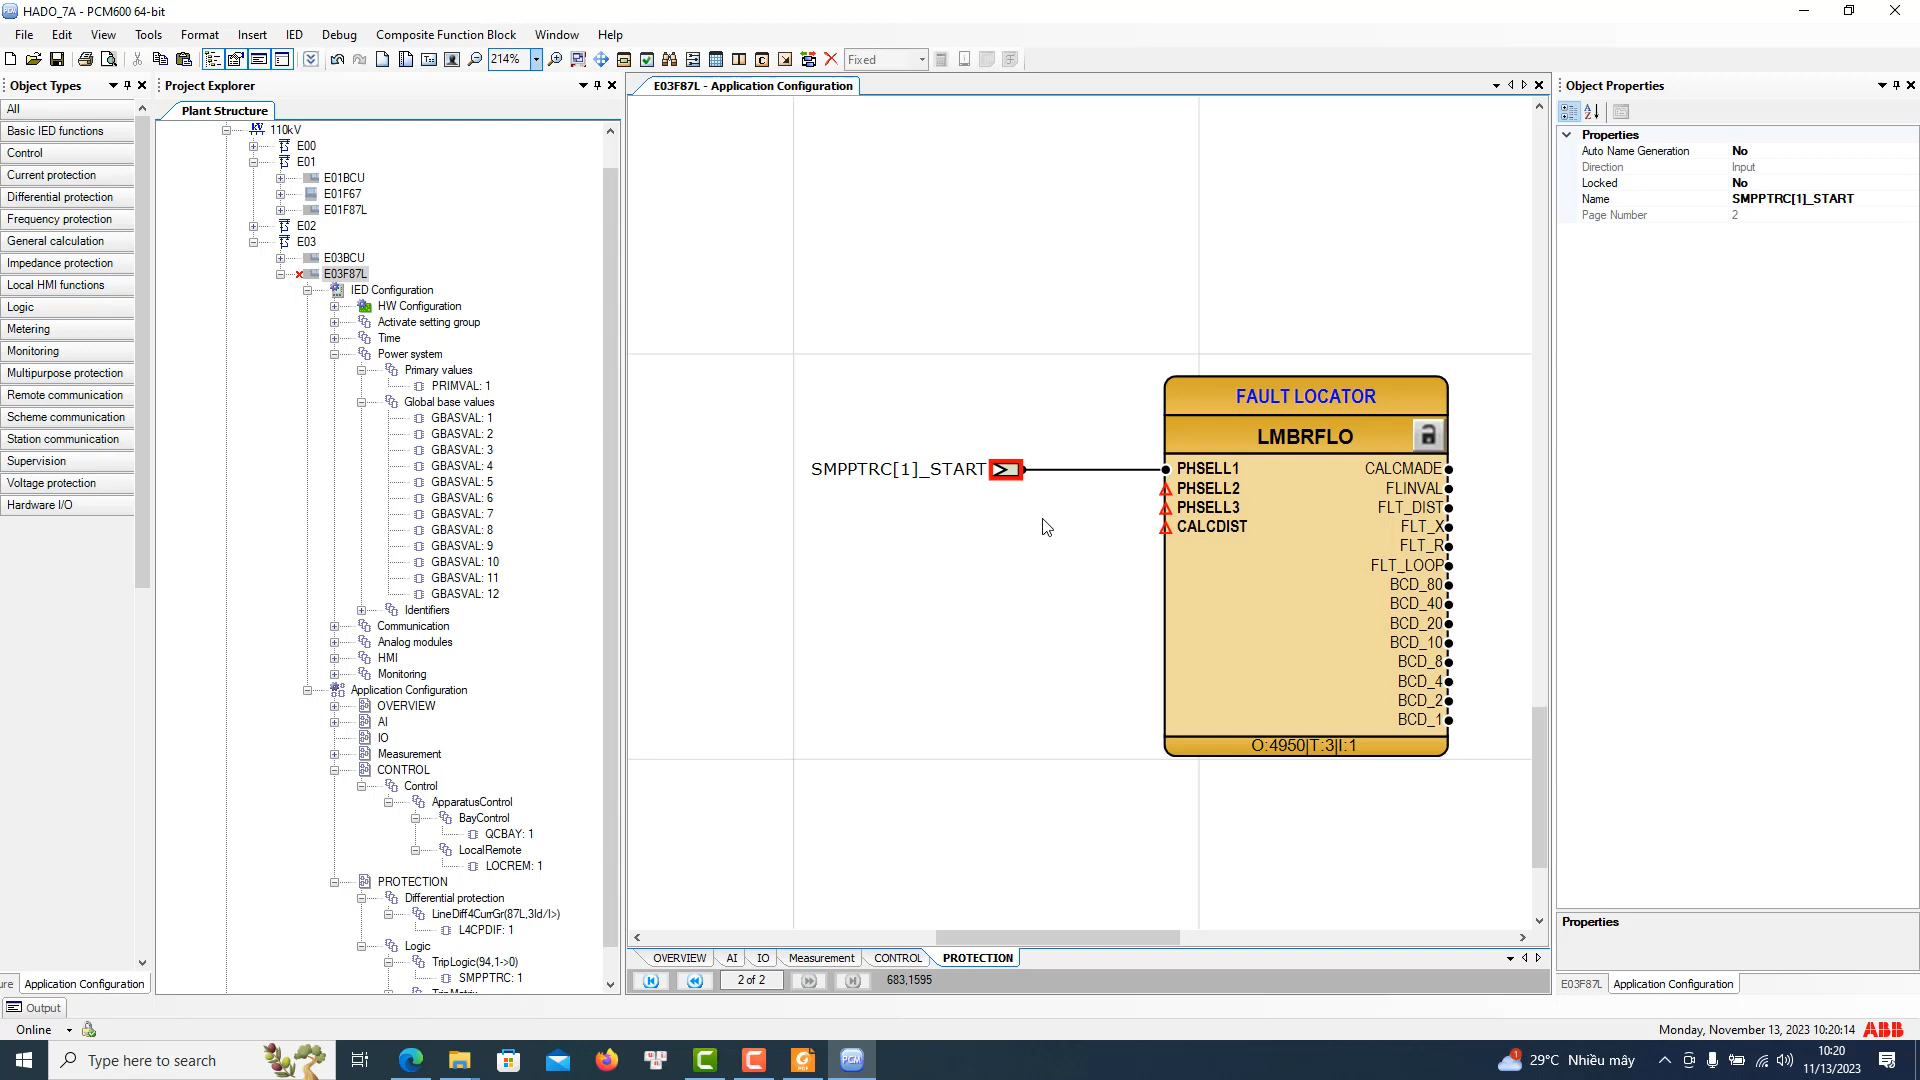 HADO_7A - PCM600 64-bit
File Edit View Tools Format Insert IED Debug Composite Function Block Window Help
214%
Fixed
Object Types
All
Basic IED functions
Control
Current protection
Differential protection
Frequency protection
General calculation
Impedance protection
Local HMI functions
Logic
Metering
Monitoring
Multipurpose protection
Remote communication
Scheme communication
Station communication
Supervision
Voltage protection
Hardware I/O
Application Configuration
Project Explorer
Plant Structure
110kV
E00
E01
E01BCU
E01F67
E01F87L
E02
E03
E03BCU
E03F87L
IED Configuration
HW Configuration
Activate setting group
Time
Power system
Primary values
PRIMVAL: 1
Global base values
GBASVAL: 1
GBASVAL: 2
GBASVAL: 3
GBASVAL: 4
GBASVAL: 5
GBASVAL: 6
GBASVAL: 7
GBASVAL: 8
GBASVAL: 9
GBASVAL: 10
GBASVAL: 11
GBASVAL: 12
Identifiers
Communication
Analog modules
HMI
Monitoring
Application Configuration
OVERVIEW
AI
IO
Measurement
CONTROL
Control
ApparatusControl
BayControl
QCBAY: 1
LocalRemote
LOCREM: 1
PROTECTION
Differential protection
LineDiff4CurrGr(87L,3Id/I>)
L4CPDIF: 1
Logic
TripLogic(94,1->0)
SMPPTRC: 1
E03F87L - Application Configuration
FAULT LOCATOR
LMBRFLO
SMPPTRC[1]_START
PHSELL1 CALCMADE
PHSELL2 FLINVAL
PHSELL3 FLT_DIST
CALCDIST FLT_X
FLT_R
FLT_LOOP
BCD_80
BCD_40
BCD_20
BCD_10
BCD_8
BCD_4
BCD_2
BCD_1
O:4950|T:3|I:1
OVERVIEW AI IO Measurement CONTROL PROTECTION
2 of 2
683,1595
Object Properties
Properties
Auto Name Generation No
Direction Input
Locked No
Name SMPPTRC[1]_START
Page Number 2
Properties
E03F87L Application Configuration
Output
Online
Monday, November 13, 2023 10:20:14 ABB
Type here to search
29°C Nhiều mây
10:20
11/13/2023